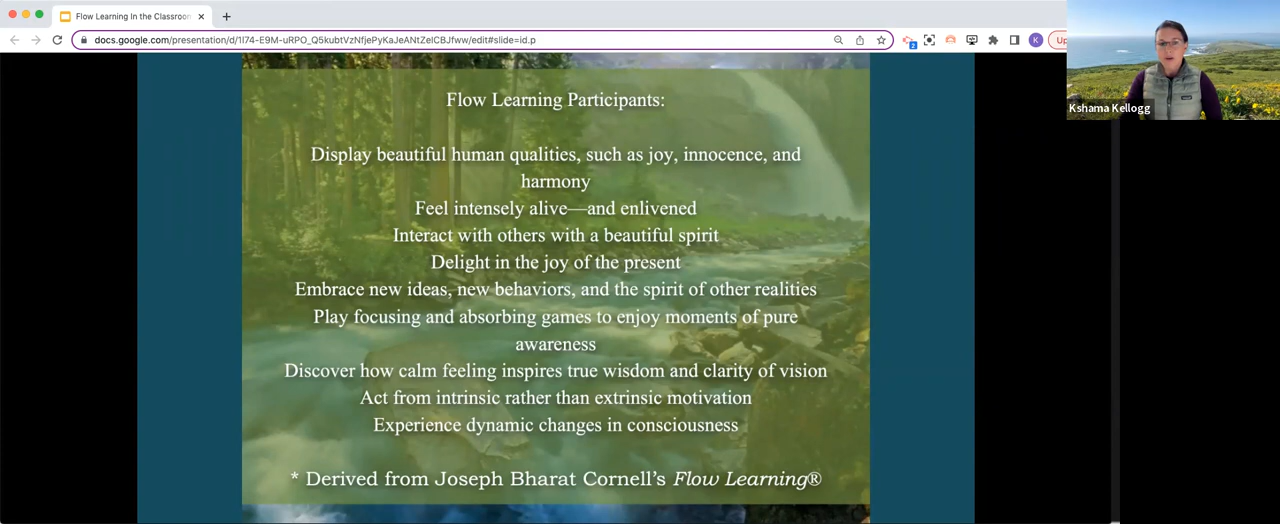 Flow Learning In the Classroom
docs.google.com/presentation/d/1I74-E9M-uRPO_Q5kubtVzNfjePyKaJeANtZeICBJfww/edit#slide=id.p
2
K
Up
Kshama Kellogg
Flow Learning Participants:
Display beautiful human qualities, such as joy, innocence, and
harmony
Feel intensely alive—and enlivened
Interact with others with a beautiful spirit
Delight in the joy of the present
Embrace new ideas, new behaviors, and the spirit of other realities
Play focusing and absorbing games to enjoy moments of pure
awareness
Discover how calm feeling inspires true wisdom and clarity of vision
Act from intrinsic rather than extrinsic motivation
Experience dynamic changes in consciousness
* Derived from Joseph Bharat Cornell's Flow Learning®